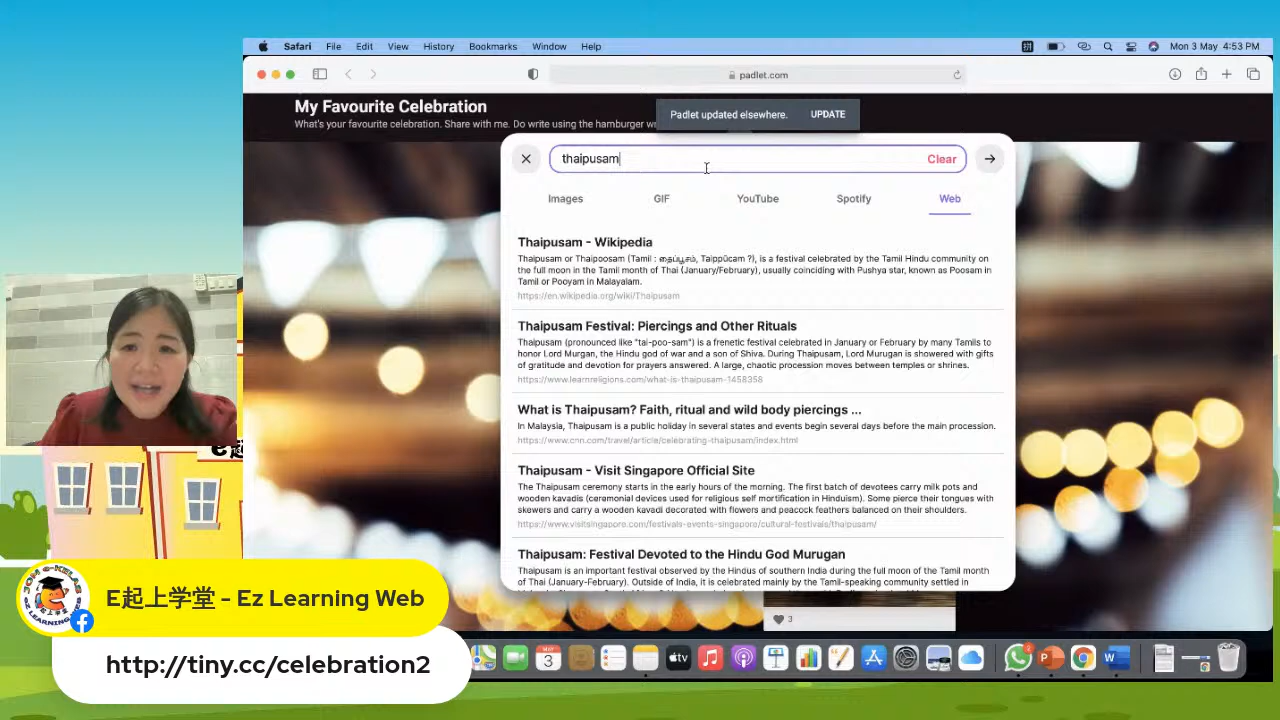 Safari File Edit View History Bookmarks Window Help
拼
Mon 3 May 4:53 PM
padlet.com
My Favourite Celebration
What's your favourite celebration. Share with me. Do write using the hamburger
Padlet updated elsewhere. UPDATE
thaipusam
Clear
Images GIF YouTube Spotify Web
Thaipusam - Wikipedia
Thaipusam or Thaipoosam (Tamil : தைப்பூசம், Taippūcam ?), is a festival celebrated by the Tamil Hindu community on
the full moon in the Tamil month of Thai (January/February), usually coinciding with Pushya star, known as Poosam in
Tamil or Pooyam in Malayalam.
https://en.wikipedia.org/wiki/Thaipusam
Thaipusam Festival: Piercings and Other Rituals
Thaipusam (pronounced like "tai-poo-sam") is a frenetic festival celebrated in January or February by many Tamils to
honor Lord Murgan, the Hindu god of war and a son of Shiva. During Thaipusam, Lord Murugan is showered with gifts
of gratitude and devotion for prayers answered. A large, chaotic procession moves between temples or shrines.
https://www.learnreligions.com/what-is-thaipusam-1458358
What is Thaipusam? Faith, ritual and wild body piercings ...
In Malaysia, Thaipusam is a public holiday in several states and events begin several days before the main procession.
https://www.cnn.com/travel/article/celebrating-thaipusam/index.html
Thaipusam - Visit Singapore Official Site
The Thaipusam ceremony starts in the early hours of the morning. The first batch of devotees carry milk pots and
wooden kavadis (ceremonial devices used for religious self mortification in Hinduism). Some pierce their tongues with
skewers and carry a wooden kavadi decorated with flowers and peacock feathers balanced on their shoulders.
https://www.visitsingapore.com/festivals-events-singapore/cultural-festivals/thaipusam/
Thaipusam: Festival Devoted to the Hindu God Murugan
Thaipusam is an important festival observed by the Hindus of southern India during the full moon of the Tamil month
of Thai (January-February). Outside of India, it is celebrated mainly by the Tamil-speaking community settled in
3
E起上学堂 - Ez Learning Web
http://tiny.cc/celebration2
MAY
3
tv